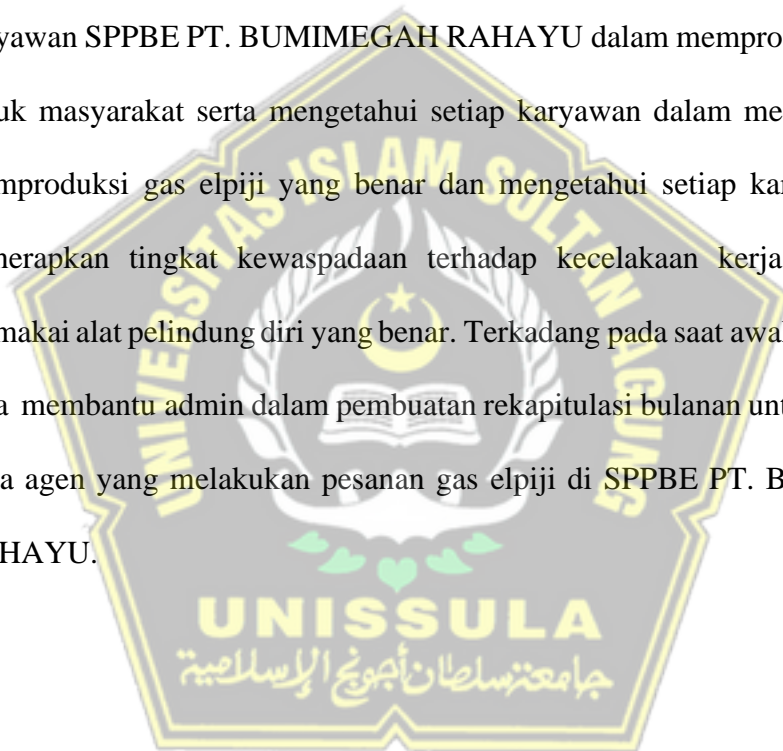 yawan SPPBE PT. BUMIMEGAH RAHAYU dalam mempro
uk masyarakat serta mengetahui setiap karyawan dalam me
mproduksi gas elpiji yang benar dan mengetahui setiap kar
nerapkan tingkat kewaspadaan terhadap kecelakaan kerja
makai alat pelindung diri yang benar. Terkadang pada saat awal
a membantu admin dalam pembuatan rekapitulasi bulanan unt
a agen yang melakukan pesanan gas elpiji di SPPBE PT. B
HAYU.
UNIVERSITAS ISLAM SULTAN AGUNG
UNISSULA
جامعة سلطان أجونج الإسلامية